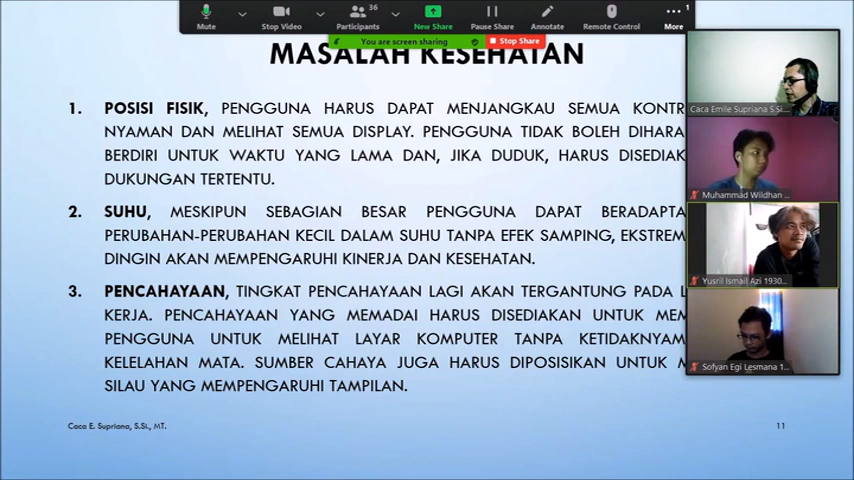 36
1
Mute
Stop Video
Participants
New Share
Pause Share
Annotate
Remote Control
More
You are screen sharing
Stop Share
MASALAH KESEHATAN
1. POSISI FISIK, PENGGUNA HARUS DAPAT MENJANGKAU SEMUA
NYAMAN DAN MELIHAT SEMUA DISPLAY. PENGGUNA TIDAK BOLEH
BERDIRI UNTUK WAKTU YANG LAMA DAN, JIKA DUDUK, HARUS
DUKUNGAN TERTENTU.
2. SUHU, MESKIPUN SEBAGIAN BESAR PENGGUNA DAPAT
PERUBAHAN-PERUBAHAN KECIL DALAM SUHU TANPA EFEK SAMPING, EKSTREM
DINGIN AKAN MEMPENGARUHI KINERJA DAN KESEHATAN.
3. PENCAHAYAAN, TINGKAT PENCAHAYAAN LAGI AKAN TERGANTUNG PADA
KERJA. PENCAHAYAAN YANG MEMADAI HARUS DISEDIAKAN UNTUK
PENGGUNA UNTUK MELIHAT LAYAR KOMPUTER TANPA
KELELAHAN MATA. SUMBER CAHAYA JUGA HARUS DIPOSISIKAN UNTUK
SILAU YANG MEMPENGARUHI TAMPILAN.
Caca E. Supriana, S.Si., MT.
11
Caca Emile Supriana S.Si...
Muhammad Wildhan ...
Yusril Ismail Azi 1930...
Sofyan Egi Lesmana 1...